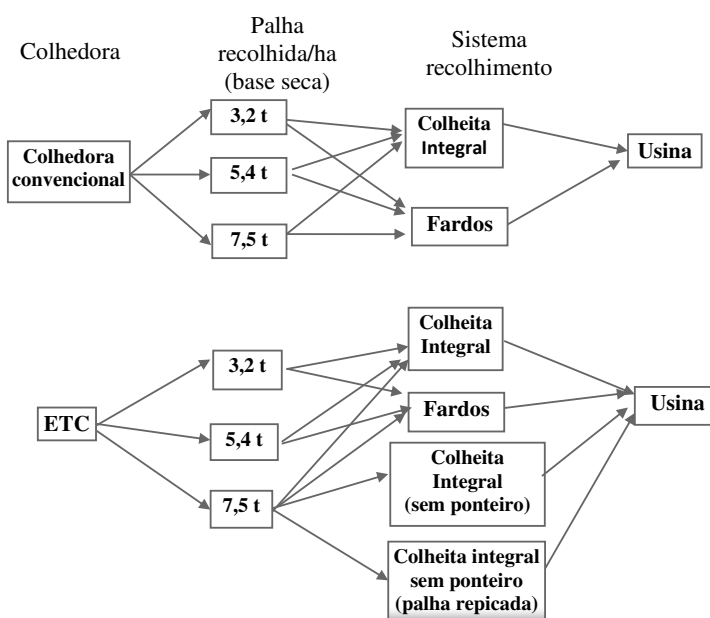 Colhedora
Palha
recolhida/ha
(base seca)
Sistema
recolhimento
Colhedora
convencional
3,2 t
5,4 t
7,5 t
Colheita
Integral
Fardos
Usina
ETC
3,2 t
5,4 t
7,5 t
Colheita
Integral
Fardos
Colheita
Integral
(sem ponteiro)
Colheita integral
sem ponteiro
(palha repicada)
Usina